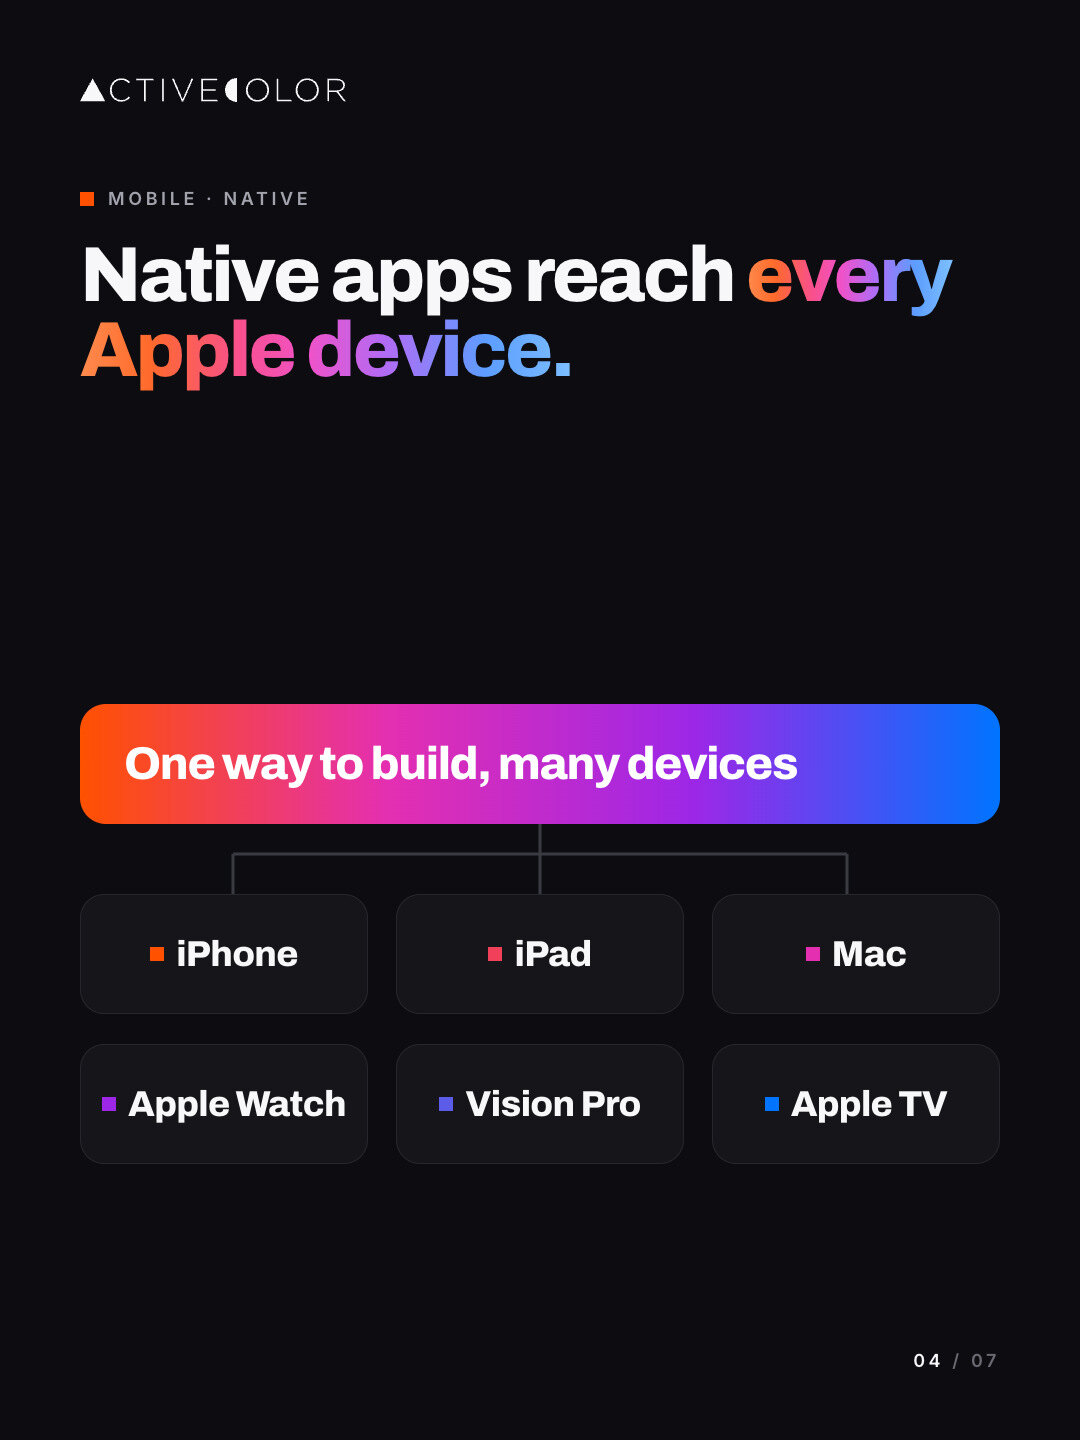 ACTIVECOLOR
MOBILE · NATIVE
Native apps reach every
Apple device.
One way to build, many devices
iPhone
iPad
Mac
Apple Watch
Vision Pro
Apple TV
04 / 07